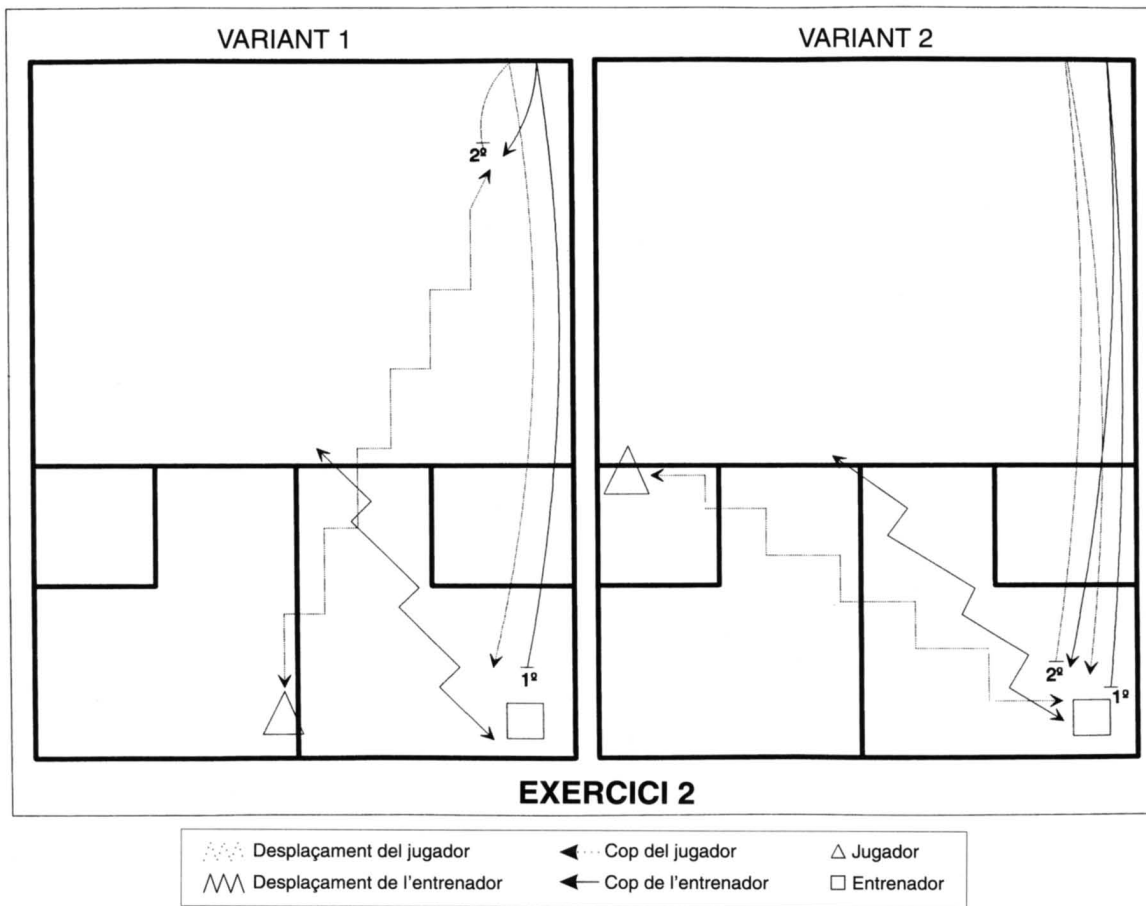 VARIANT 1
VARIANT 2
2º
1º
2º
1º
EXERCICI 2
Desplaçament del jugador
Cop del jugador
Jugador
Desplaçament de l'entrenador
Cop de l'entrenador
Entrenador